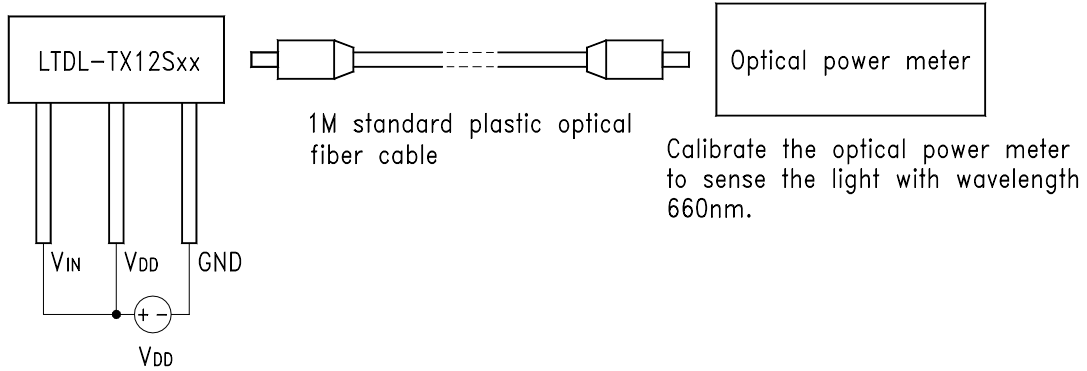 LTDL-TX12Sxx
Optical power meter
1M standard plastic optical
fiber cable
Calibrate the optical power meter
to sense the light with wavelength
660nm.
VIN
VDD
GND
+ -
VDD